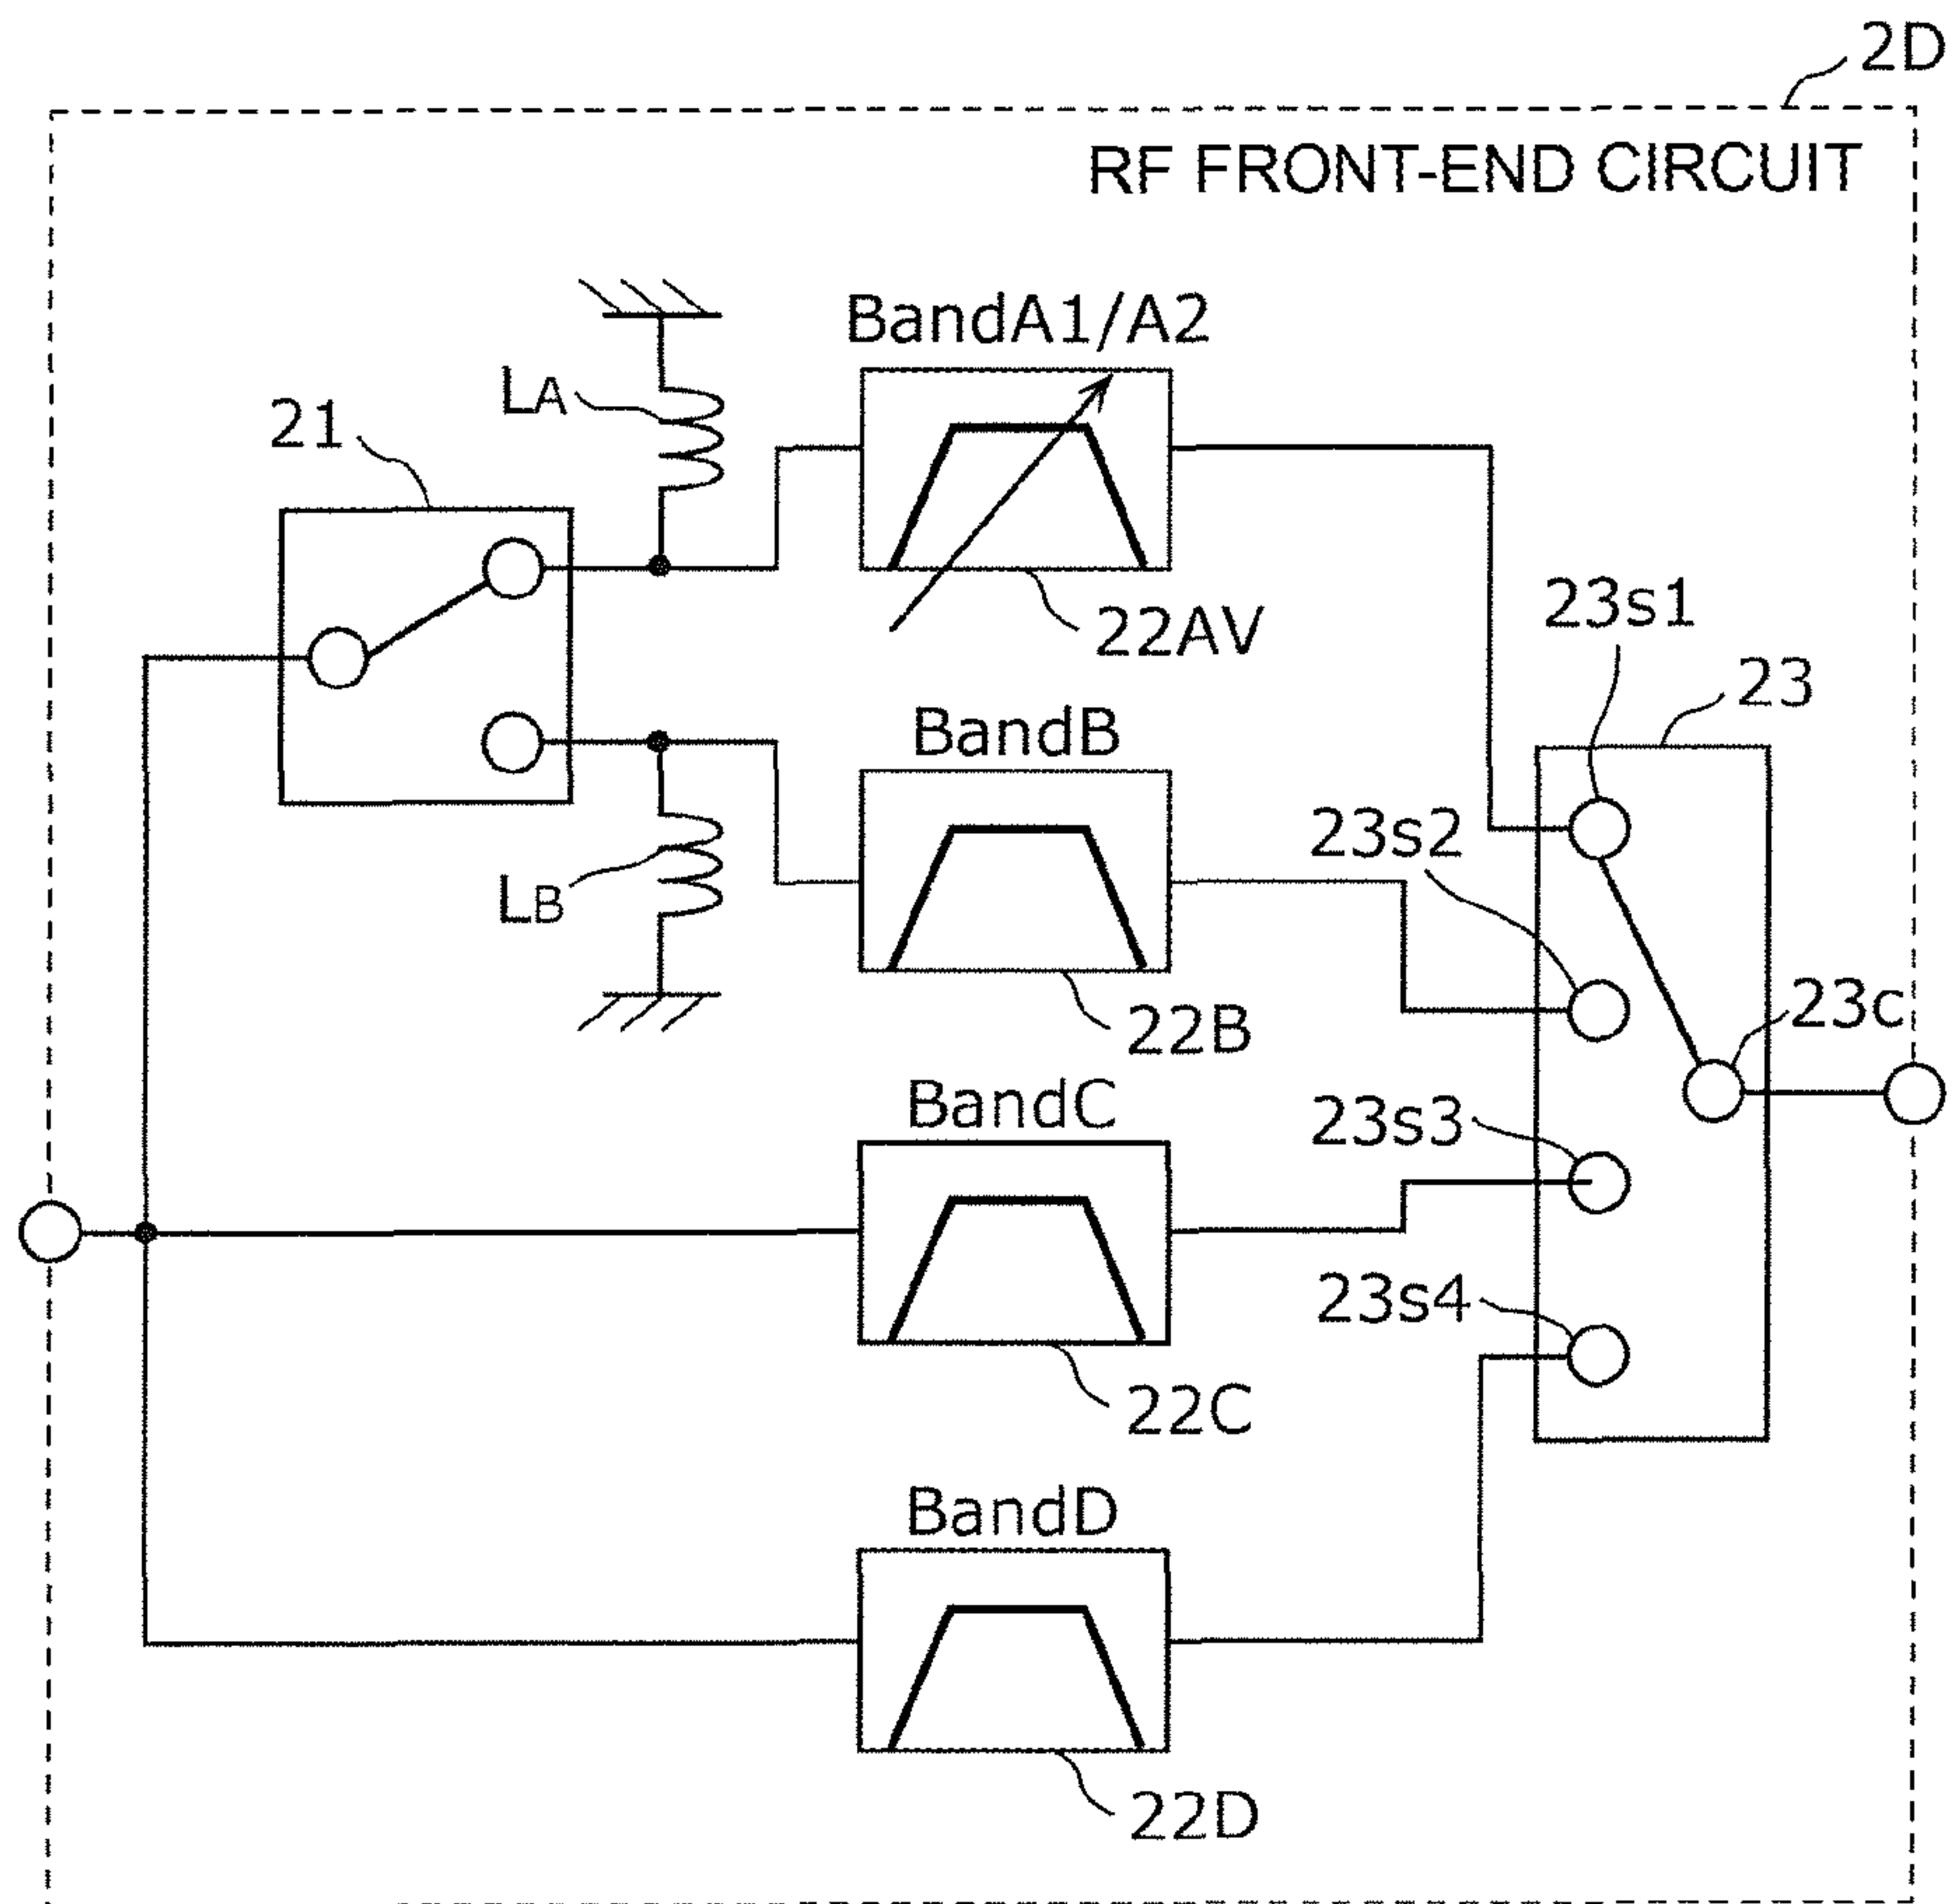 2D
RF FRONT-END CIRCUIT
BandA1/A2
LA
21
22AV
23s1
23
BandB
23s2
LB
22B
23c
BandC
23s3
23s4
22C
BandD
22D